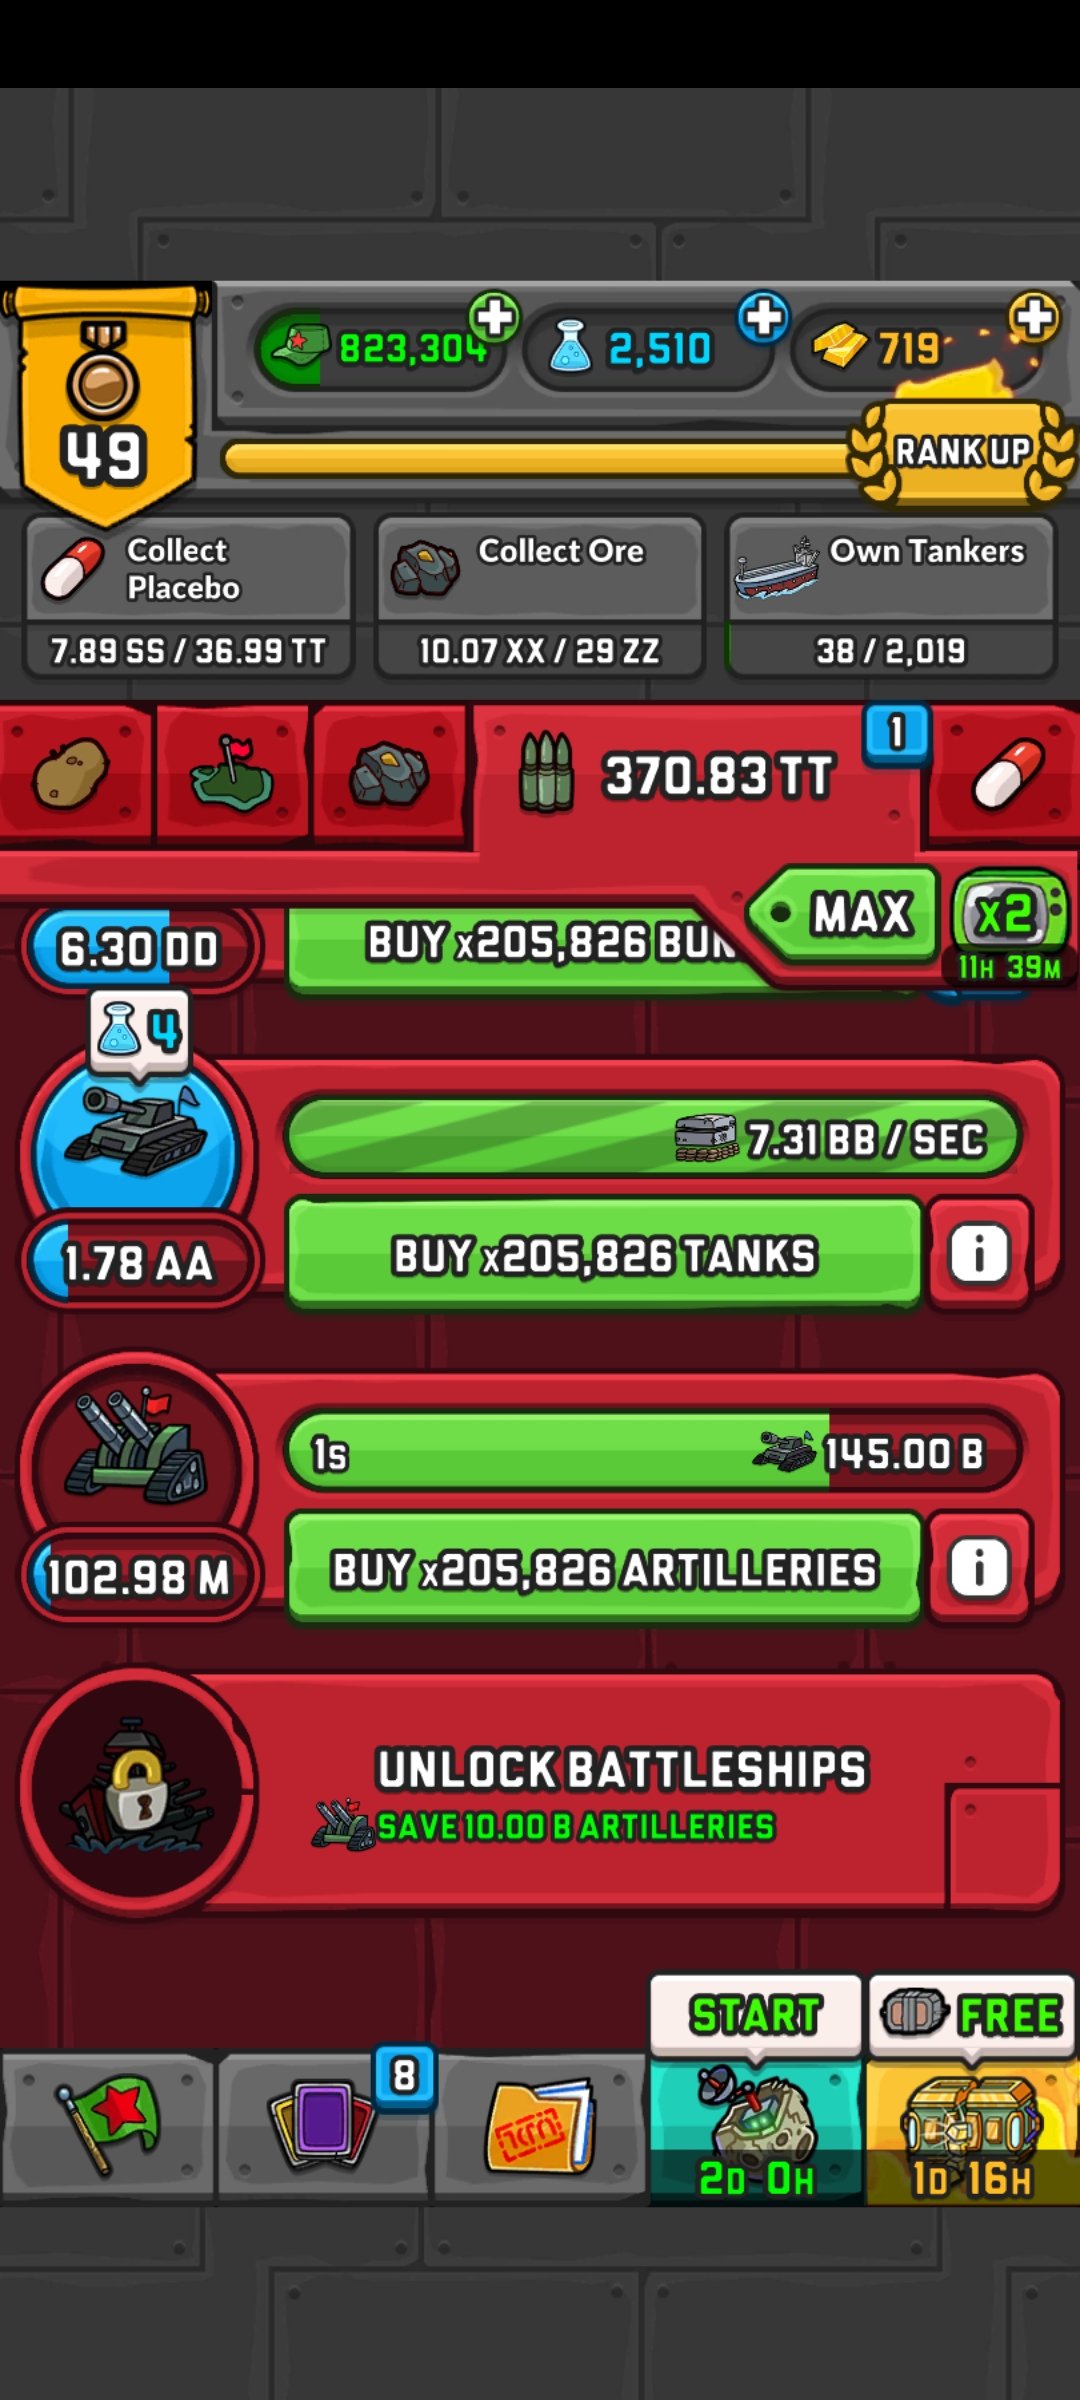 823,304
2,510
719
49
RANK UP
Collect
Placebo
7.89 SS / 36.99 TT
Collect Ore
10.07 XX / 29 ZZ
Own Tankers
38 / 2,019
370.83 TT
1
MAX
x2
11H 39M
6.30 DD
BUY x205,826 BUN
4
7.31 BB / SEC
1.78 AA
BUY x205,826 TANKS
i
1s
145.00 B
102.98 M
BUY x205,826 ARTILLERIES
i
UNLOCK BATTLESHIPS
SAVE 10.00 B ARTILLERIES
START
FREE
8
2D 0H
1D 16H